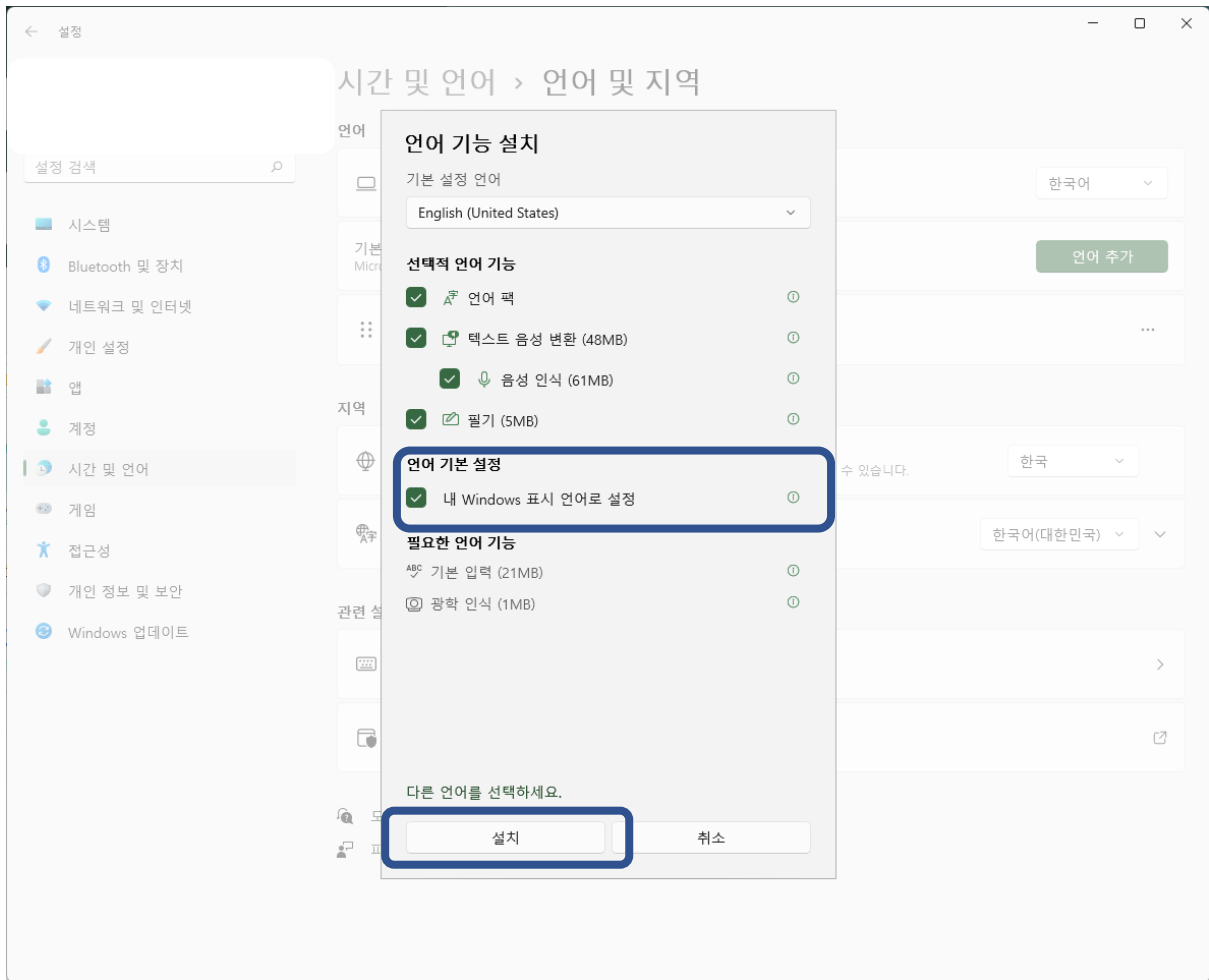 설정
시간 및 언어 › 언어 및 지역
설정 검색
시스템
Bluetooth 및 장치
네트워크 및 인터넷
개인 설정
앱
계정
시간 및 언어
게임
접근성
개인 정보 및 보안
Windows 업데이트
언어
한국어
기본
언어 추가
지역
수 있습니다.
한국
한국어(대한민국)
관련
언어 기능 설치
기본 설정 언어
English (United States)
선택적 언어 기능
언어 팩
텍스트 음성 변환 (48MB)
음성 인식 (61MB)
필기 (5MB)
언어 기본 설정
내 Windows 표시 언어로 설정
필요한 언어 기능
ABC 기본 입력 (21MB)
광학 인식 (1MB)
다른 언어를 선택하세요.
설치
취소